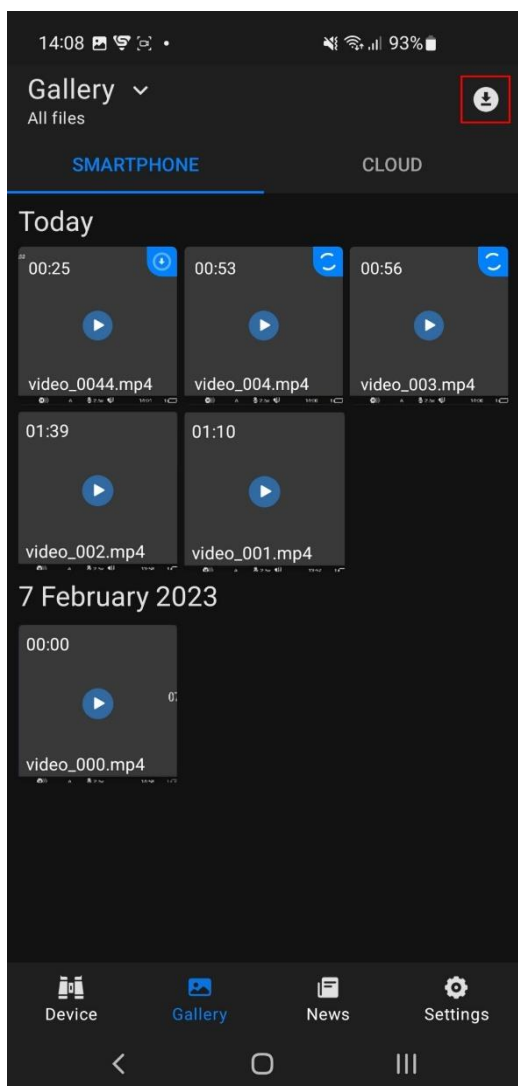 14:08 93%
Gallery
All files
SMARTPHONE CLOUD
Today
00:25 00:53 00:56
video_0044.mp4 video_004.mp4 video_003.mp4
01:39 01:10
video_002.mp4 video_001.mp4
7 February 2023
00:00
video_000.mp4
Device Gallery News Settings